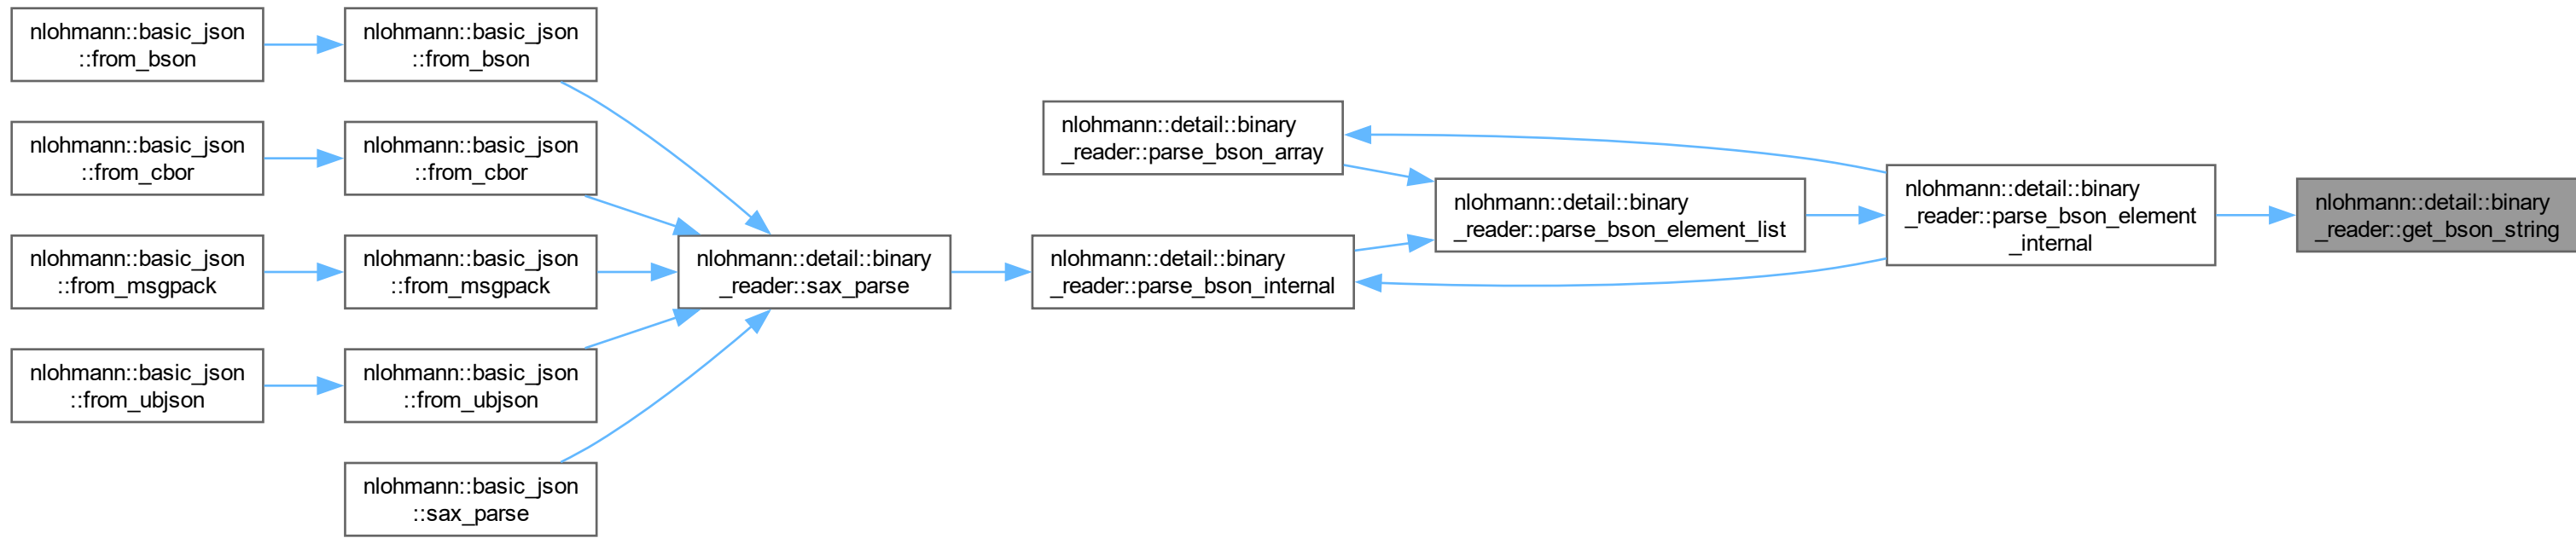 nlohmann::basic_json
::from_bson
nlohmann::basic_json
::from_bson
nlohmann::basic_json
::from_cbor
nlohmann::basic_json
::from_cbor
nlohmann::basic_json
::from_msgpack
nlohmann::basic_json
::from_msgpack
nlohmann::basic_json
::from_ubjson
nlohmann::basic_json
::from_ubjson
nlohmann::basic_json
::sax_parse
nlohmann::detail::binary
_reader::sax_parse
nlohmann::detail::binary
_reader::parse_bson_array
nlohmann::detail::binary
_reader::parse_bson_internal
nlohmann::detail::binary
_reader::parse_bson_element_list
nlohmann::detail::binary
_reader::parse_bson_element
_internal
nlohmann::detail::binary
_reader::get_bson_string